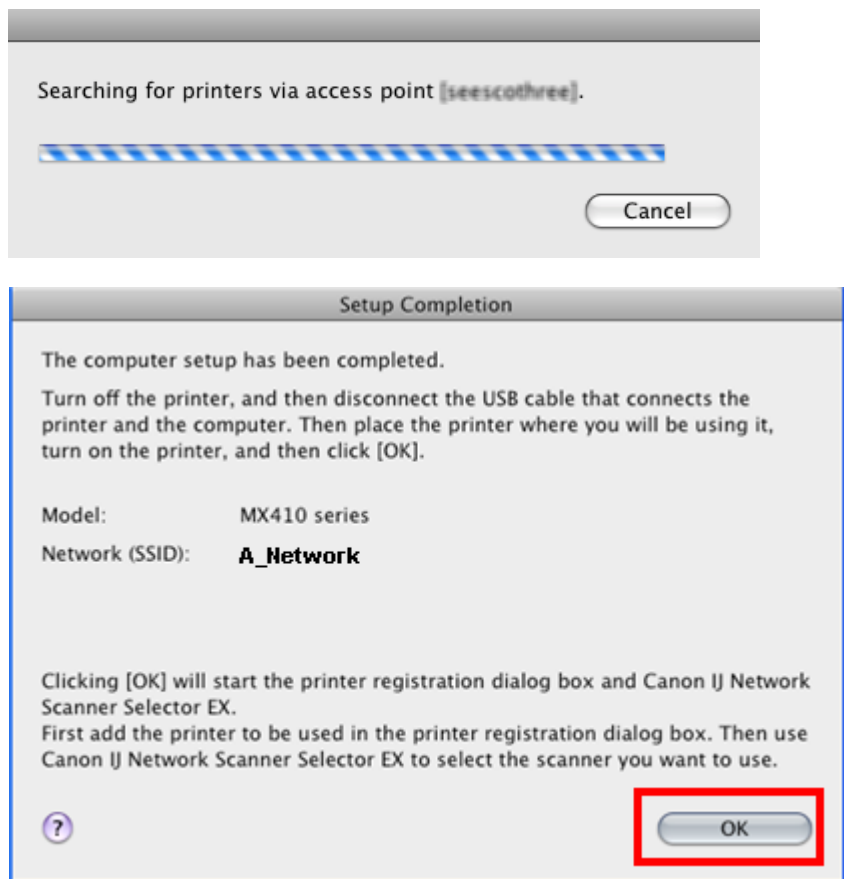 Searching for printers via access point [seescothree].
Cancel
Setup Completion
The computer setup has been completed.
Turn off the printer, and then disconnect the USB cable that connects the
printer and the computer. Then place the printer where you will be using it,
turn on the printer, and then click [OK].
Model: MX410 series
Network (SSID): A_Network
Clicking [OK] will start the printer registration dialog box and Canon IJ Network
Scanner Selector EX.
First add the printer to be used in the printer registration dialog box. Then use
Canon IJ Network Scanner Selector EX to select the scanner you want to use.
?
OK